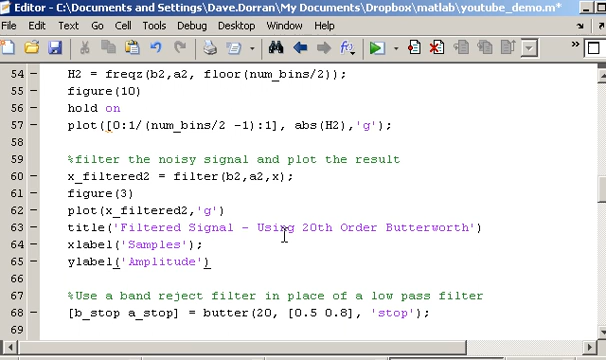 Editor - C:\Documents and Settings\Dave.Dorran\My Documents\Dropbox\matlab\youtube_demo.m*
File Edit Text Go Cell Tools Debug Desktop Window Help
54 - H2 = freqz(b2,a2, floor(num_bins/2));
55 - figure(10)
56 - hold on
57 - plot([0:1/(num_bins/2 -1):1], abs(H2),'g');
58
59 %filter the noisy signal and plot the result
60 - x_filtered2 = filter(b2,a2,x);
61 - figure(3)
62 - plot(x_filtered2,'g')
63 - title('Filtered Signal - Using 20th Order Butterworth')
64 - xlabel('Samples');
65 - ylabel('Amplitude')
66
67 %Use a band reject filter in place of a low pass filter
68 - [b_stop a_stop] = butter(20, [0.5 0.8], 'stop');
69